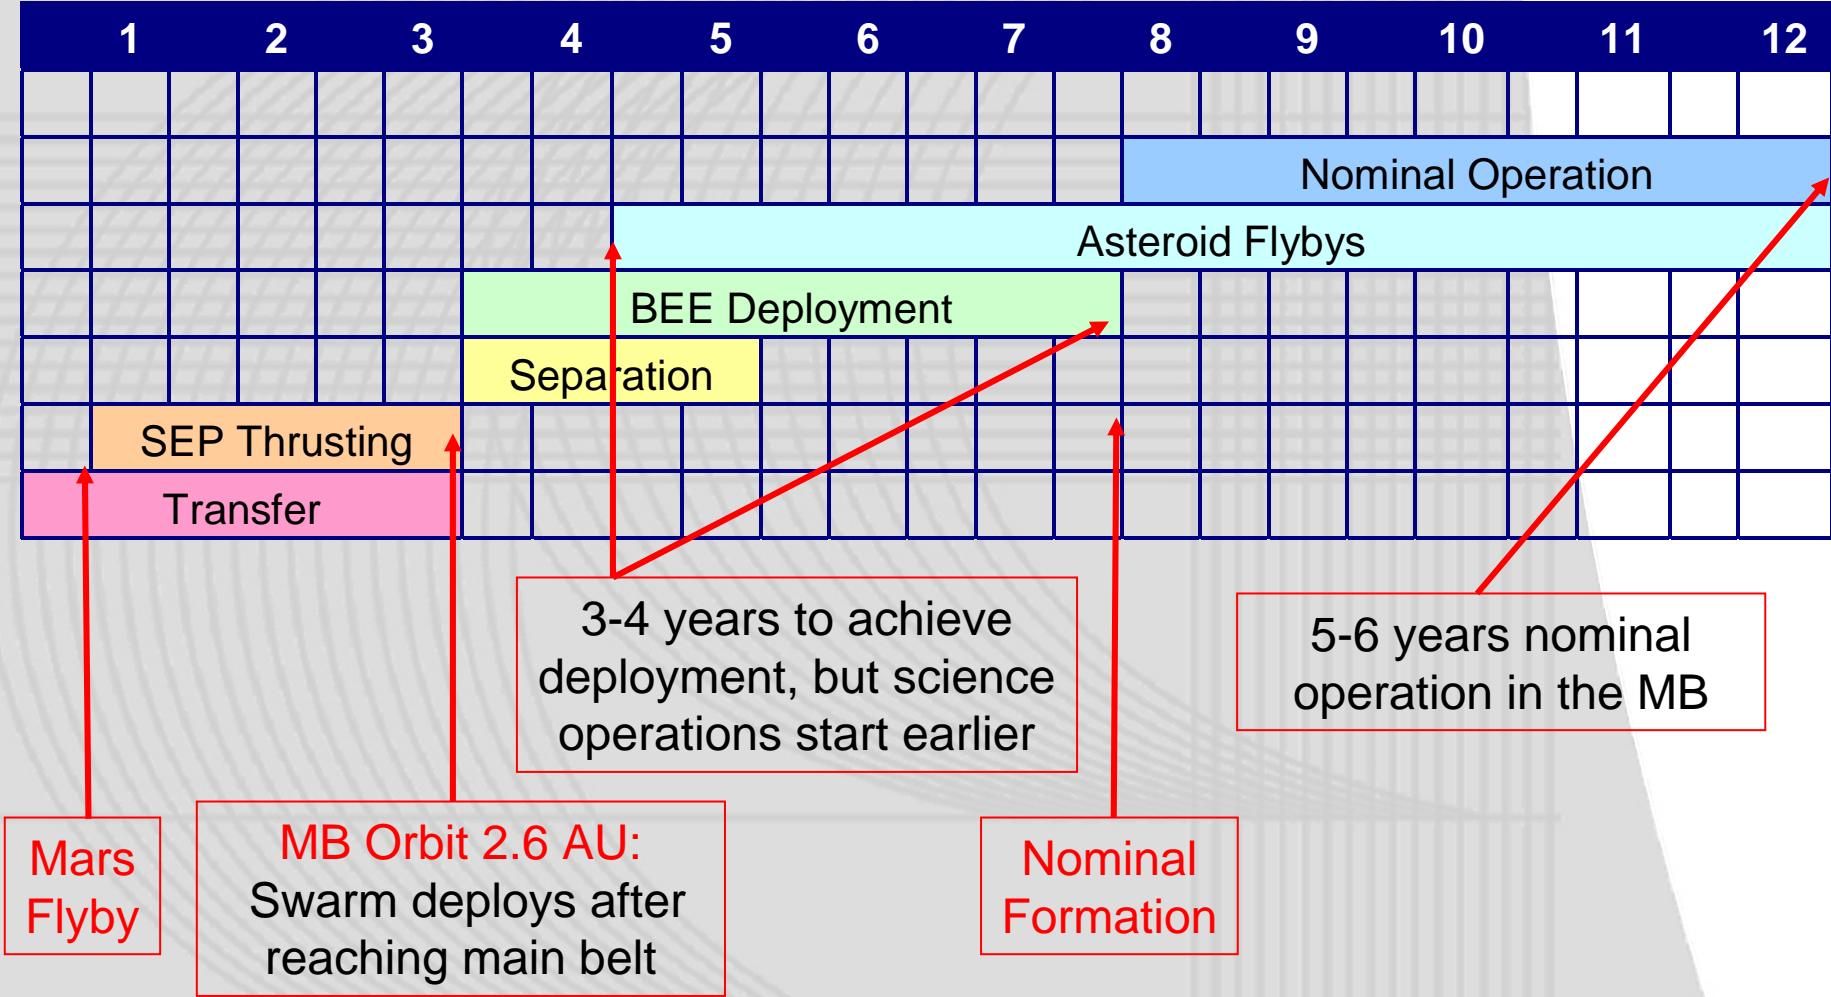 1 2 3 4 5 6 7 8 9 10 11 12
Nominal Operation
Asteroid Flybys
BEE Deployment
Separation
SEP Thrusting
Transfer
3-4 years to achieve
deployment, but science
operations start earlier
5-6 years nominal
operation in the MB
Mars
Flyby
MB Orbit 2.6 AU:
Swarm deploys after
reaching main belt
Nominal
Formation